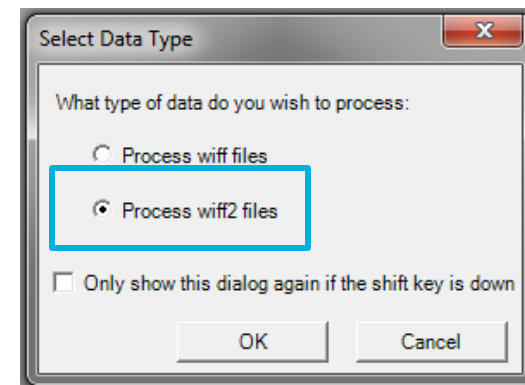 Select Data Type
What type of data do you wish to process:
Process wiff files
Process wiff2 files
Only show this dialog again if the shift key is down
OK Cancel